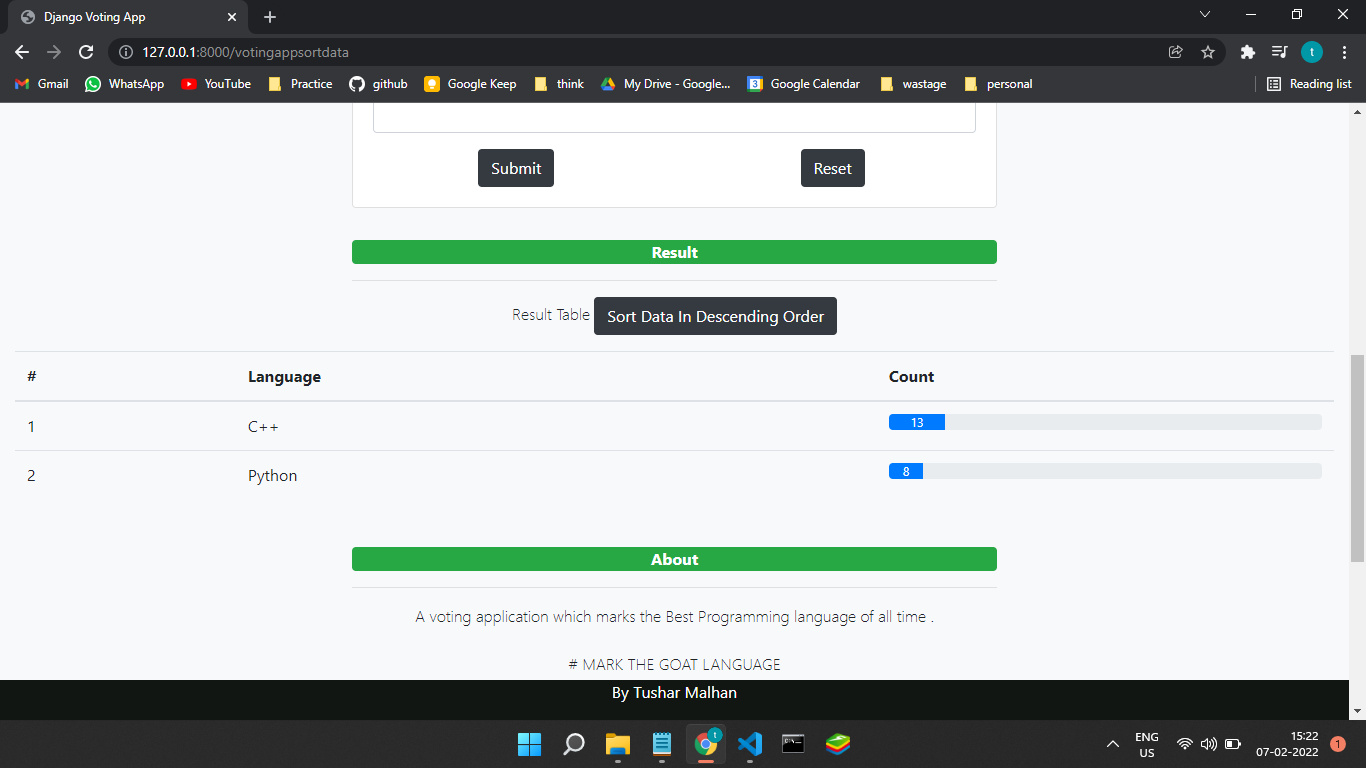 Django Voting App
127.0.0.1:8000/votingappsortdata
t
Gmail WhatsApp YouTube Practice github Google Keep think My Drive - Google... 3 Google Calendar wastage personal Reading list
Submit Reset
Result
Result Table Sort Data In Descending Order
# Language Count
1 C++ 13
2 Python 8
About
A voting application which marks the Best Programming language of all time .
# MARK THE GOAT LANGUAGE
By Tushar Malhan
t
ENG 15:22
US 07-02-2022 1